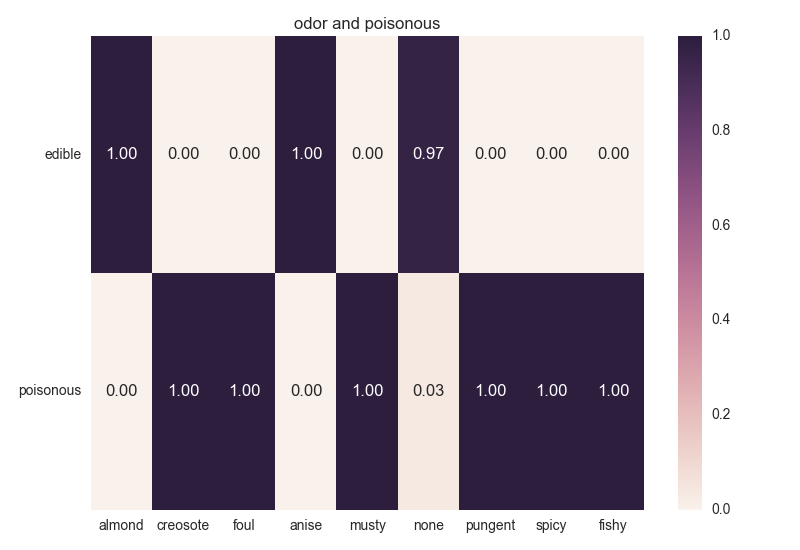 odor and poisonous
edible
1.00 0.00 0.00 1.00 0.00 0.97 0.00 0.00 0.00
poisonous
0.00 1.00 1.00 0.00 1.00 0.03 1.00 1.00 1.00
almond creosote foul anise musty none pungent spicy fishy
1.0
0.8
0.6
0.4
0.2
0.0